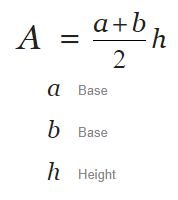 A = a+b/2 h
a Base
b Base
h Height